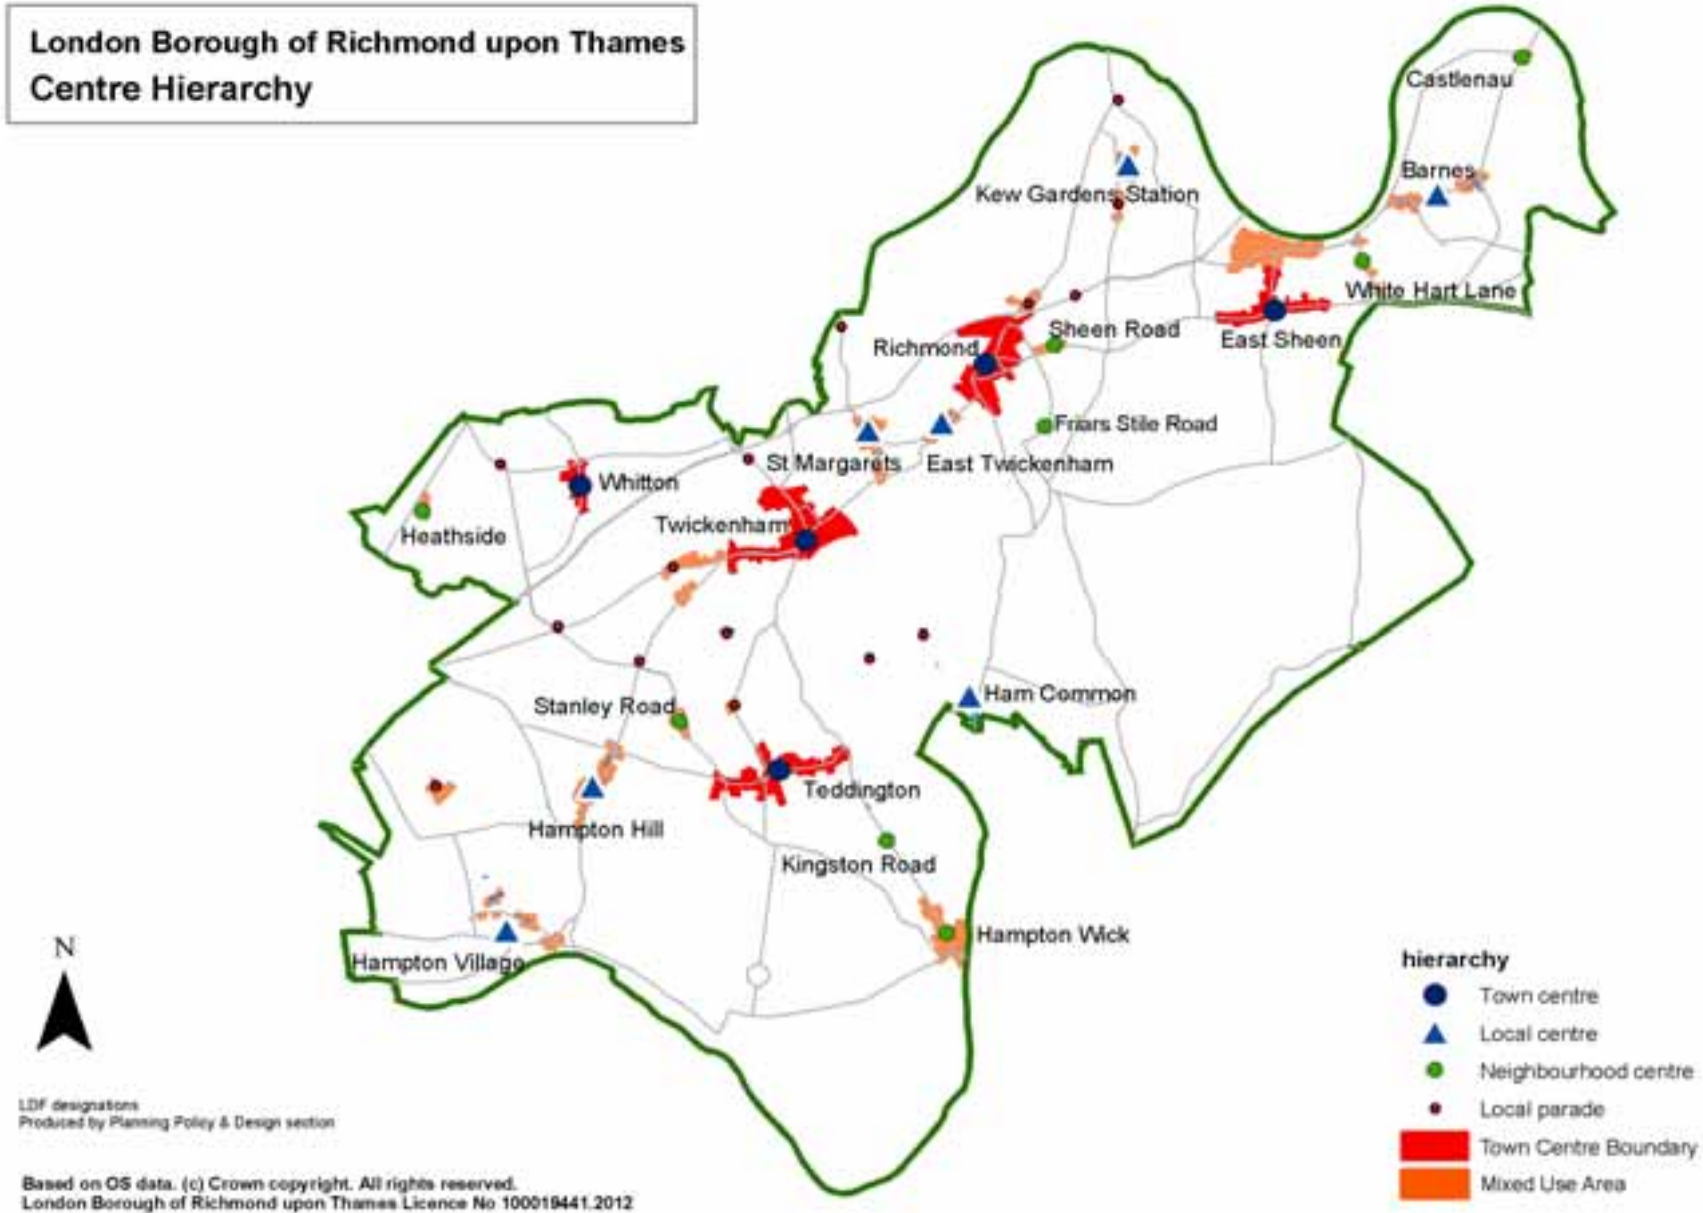 London Borough of Richmond upon Thames
Centre Hierarchy
Castlenau
Barnes
Kew Gardens Station
White Hart Lane
Sheen Road
East Sheen
Richmond
Friars Stile Road
St Margarets
East Twickenham
Whitton
Twickenham
Heathside
Ham Common
Stanley Road
Teddington
Hampton Hill
Kingston Road
Hampton Wick
Hampton Village
N
hierarchy
Town centre
Local centre
Neighbourhood centre
Local parade
Town Centre Boundary
Mixed Use Area
LDF designations
Produced by Planning Policy & Design section
Based on OS data. (c) Crown copyright. All rights reserved.
London Borough of Richmond upon Thames Licence No 100019441.2012